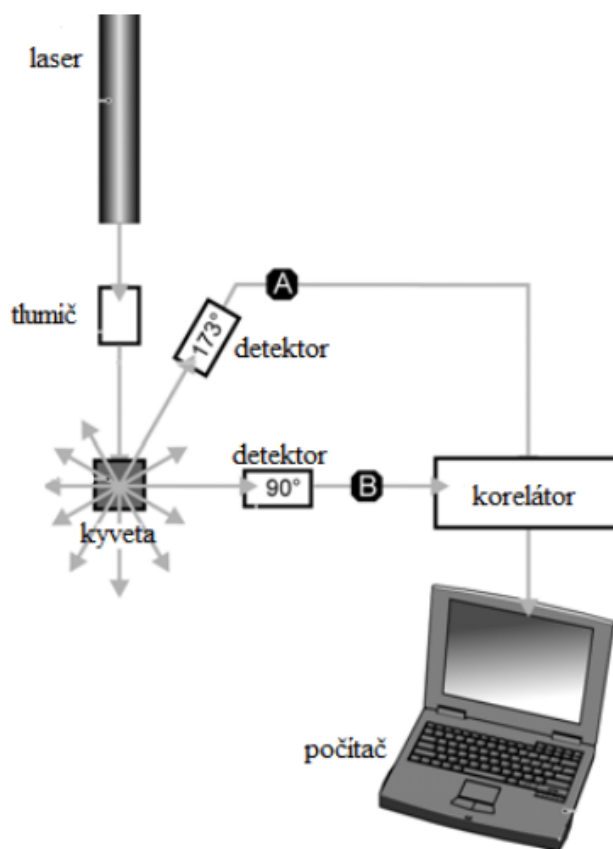 laser
A
tlumič
173°
detektor
detektor
90°
B
korelátor
kyveta
počítač